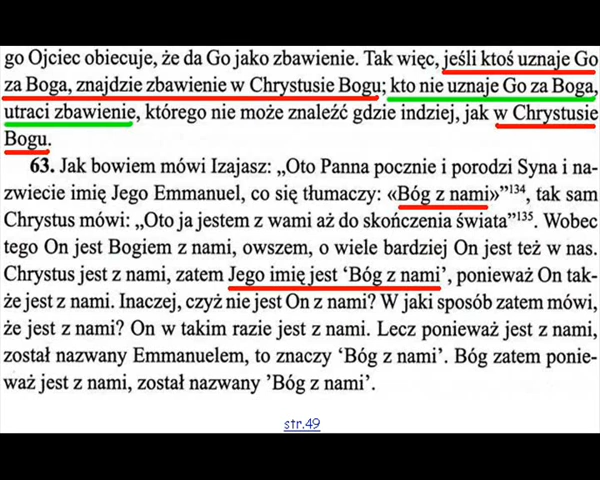 go Ojciec obiecuje, że da Go jako zbawienie. Tak więc, jeśli ktoś uznaje Go
za Boga, znajdzie zbawienie w Chrystusie Bogu; kto nie uznaje Go za Boga,
utraci zbawienie, którego nie może znaleźć gdzie indziej, jak w Chrystusie
Bogu.
63. Jak bowiem mówi Izajasz: „Oto Panna pocznie i porodzi Syna i na-
zwiecie imię Jego Emmanuel, co się tłumaczy: «Bóg z nami»”134, tak sam
Chrystus mówi: „Oto ja jestem z wami aż do skończenia świata”135. Wobec
tego On jest Bogiem z nami, owszem, o wiele bardziej On jest też w nas.
Chrystus jest z nami, zatem Jego imię jest ‘Bóg z nami’, ponieważ On tak-
że jest z nami. Inaczej, czyż nie jest On z nami? W jaki sposób zatem mówi,
że jest z nami? On w takim razie jest z nami. Lecz ponieważ jest z nami,
został nazwany Emmanuelem, to znaczy ‘Bóg z nami’. Bóg zatem ponie-
waż jest z nami, został nazwany ’Bóg z nami’.
str.49